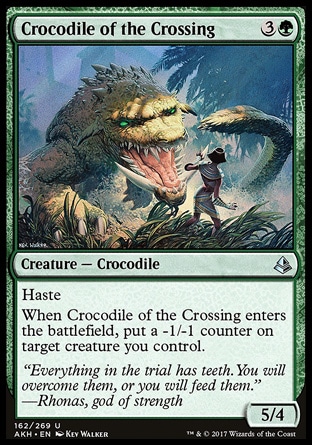 Crocodile of the Crossing 3
Kev Walker
Creature — Crocodile
Haste
When Crocodile of the Crossing enters
the battlefield, put a -1/-1 counter on
target creature you control.
"Everything in the trial has teeth. You will
overcome them, or you will feed them."
—Rhonas, god of strength
5/4
162/269 U
AKH • EN Kev Walker ™ & © 2017 Wizards of the Coast